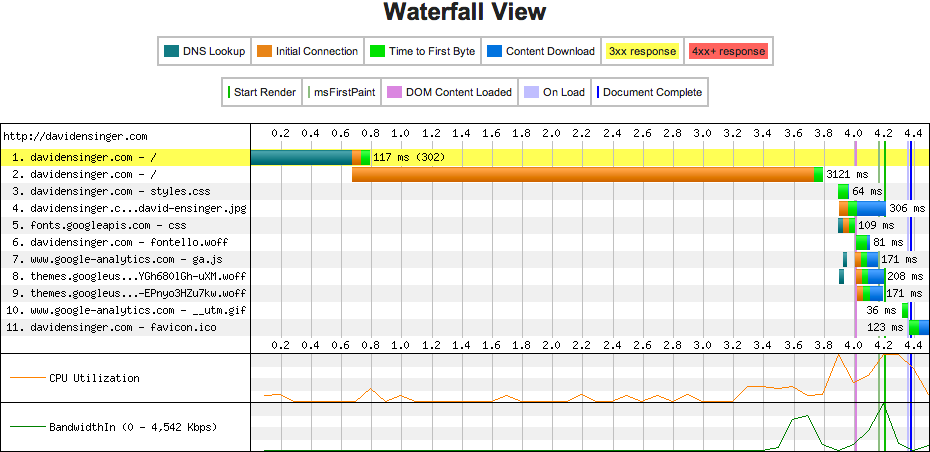 Waterfall View
DNS Lookup Initial Connection Time to First Byte Content Download 3xx response 4xx+ response
Start Render msFirstPaint DOM Content Loaded On Load Document Complete
http://davidensinger.com 0.2 0.4 0.6 0.8 1.0 1.2 1.4 1.6 1.8 2.0 2.2 2.4 2.6 2.8 3.0 3.2 3.4 3.6 3.8 4.0 4.2 4.4
1. davidensinger.com - / 117 ms (302)
2. davidensinger.com - / 3121 ms
3. davidensinger.com - styles.css 64 ms
4. davidensinger.c...david-ensinger.jpg 306 ms
5. fonts.googleapis.com - css 109 ms
6. davidensinger.com - fontello.woff 81 ms
7. www.google-analytics.com - ga.js 171 ms
8. themes.googleus...YGh680lGh-uXM.woff 208 ms
9. themes.googleus...-EPnyo3HZu7kw.woff 171 ms
10. www.google-analytics.com - __utm.gif 36 ms
11. davidensinger.com - favicon.ico 123 ms
0.2 0.4 0.6 0.8 1.0 1.2 1.4 1.6 1.8 2.0 2.2 2.4 2.6 2.8 3.0 3.2 3.4 3.6 3.8 4.0 4.2 4.4
CPU Utilization
BandwidthIn (0 - 4,542 Kbps)